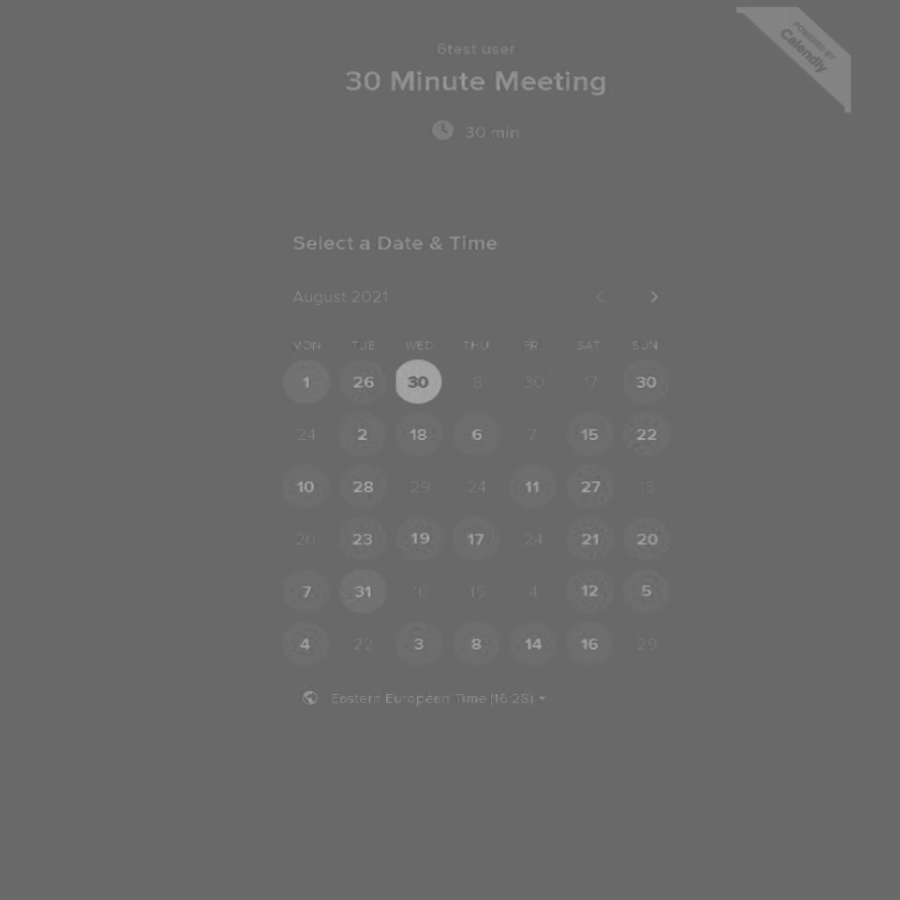 6test user
POWERED BY
Calendly
30 Minute Meeting
30 min
Select a Date & Time
August 2021
MON TUE WED THU FR SAT SUN
1 26 30 8 30 17 30
24 2 18 6 7 15 22
10 28 29 24 11 27 15
20 23 19 17 24 21 20
7 31 10 15 4 12 5
4 22 3 8 14 16 29
Eastern European Time (16:28)